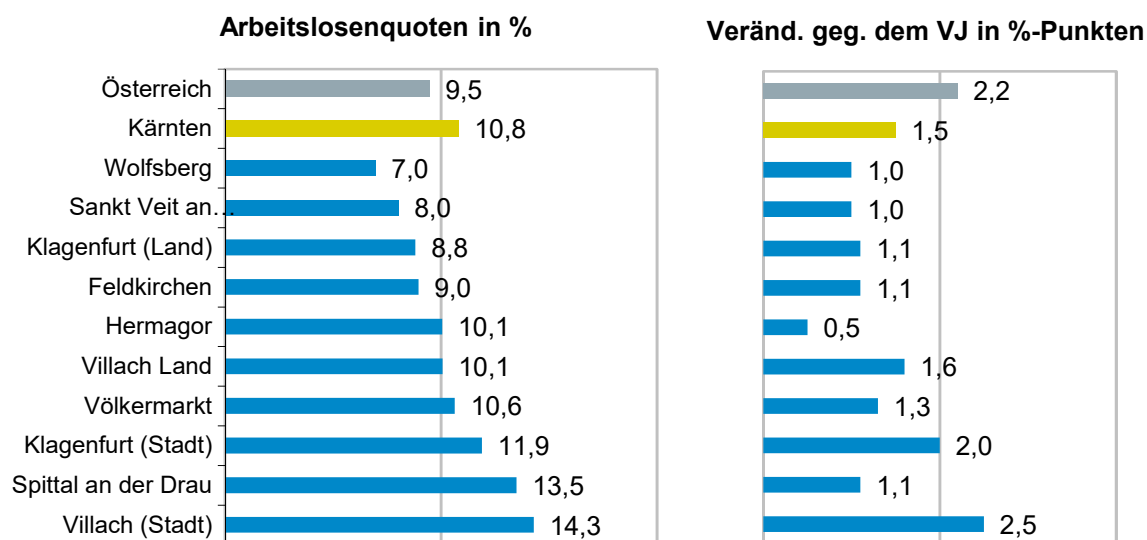 Arbeitslosenquoten in %
Veränd. geg. dem VJ in %-Punkten
Österreich 9,5 2,2
Kärnten 10,8 1,5
Wolfsberg 7,0 1,0
Sankt Veit an… 8,0 1,0
Klagenfurt (Land) 8,8 1,1
Feldkirchen 9,0 1,1
Hermagor 10,1 0,5
Villach Land 10,1 1,6
Völkermarkt 10,6 1,3
Klagenfurt (Stadt) 11,9 2,0
Spittal an der Drau 13,5 1,1
Villach (Stadt) 14,3 2,5